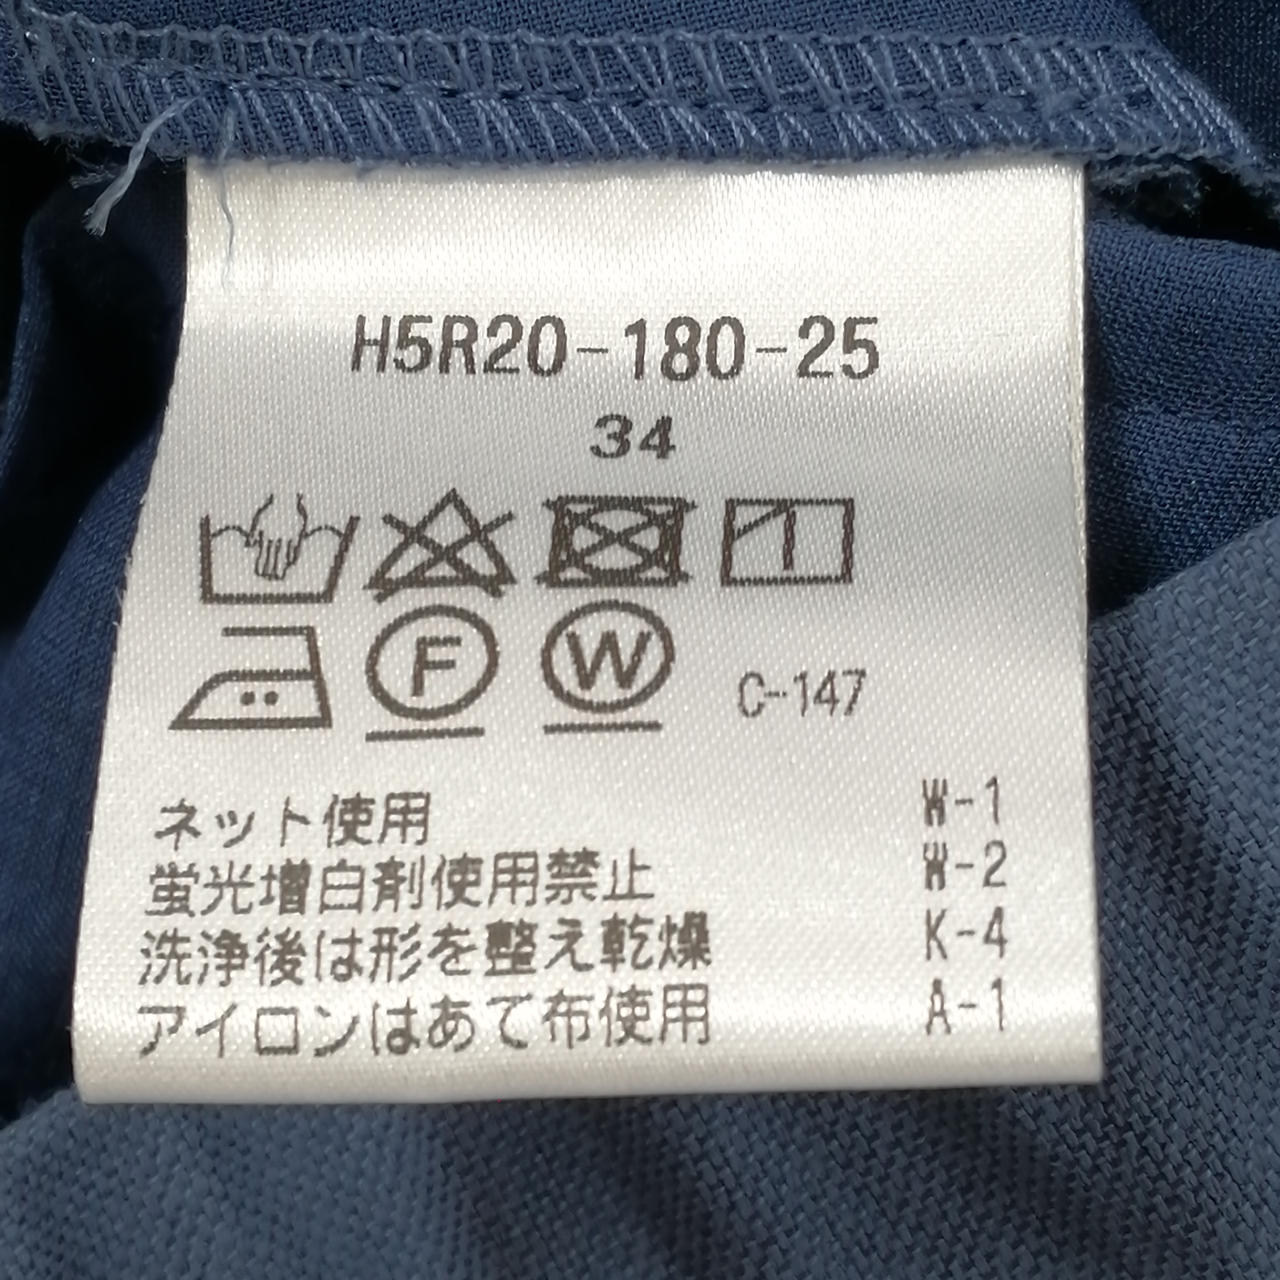 H5R20-180-25
34
F W C-147
ネット使用 W-1
蛍光増白剤使用禁止 W-2
洗浄後は形を整え乾燥 K-4
アイロンはあて布使用 A-1